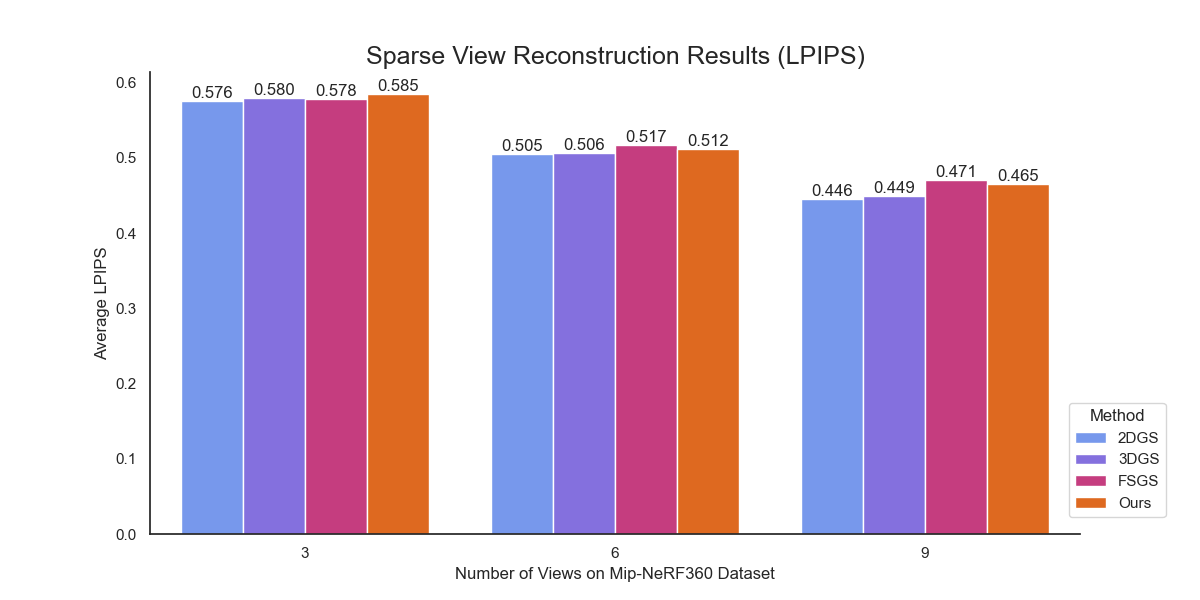 Sparse View Reconstruction Results (LPIPS)
0.6
0.5
0.4
0.3
0.2
0.1
0.0
Average LPIPS
0.576 0.580 0.578 0.585
0.505 0.506 0.517 0.512
0.446 0.449 0.471 0.465
3 6 9
Number of Views on Mip-NeRF360 Dataset
Method
2DGS
3DGS
FSGS
Ours